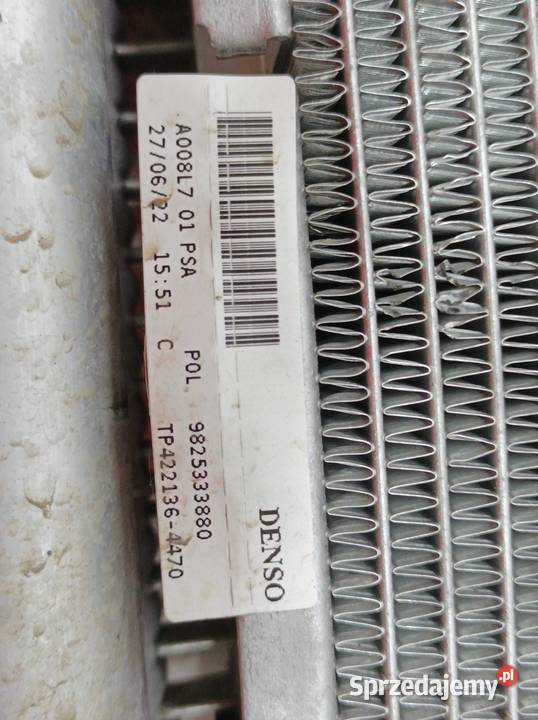 A008L7 01 PSA POL 9825333880
27/06/22 15:51 C TP422136-4470
DENSO
Sprzedajemy.pl